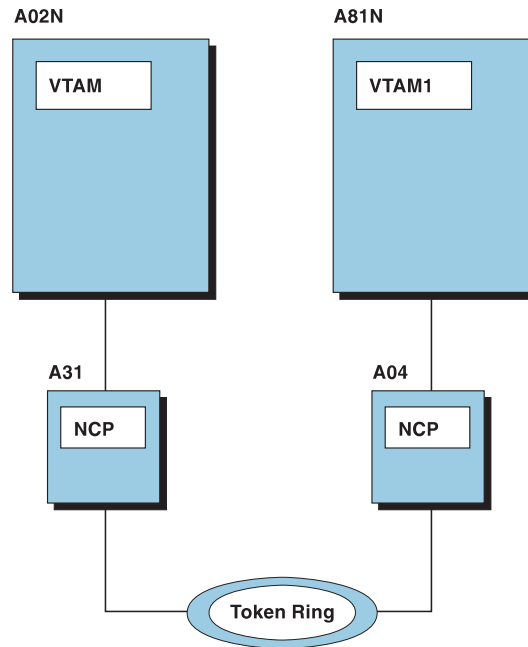 A02N
A81N
VTAM
VTAM1
A31
A04
NCP
NCP
Token Ring